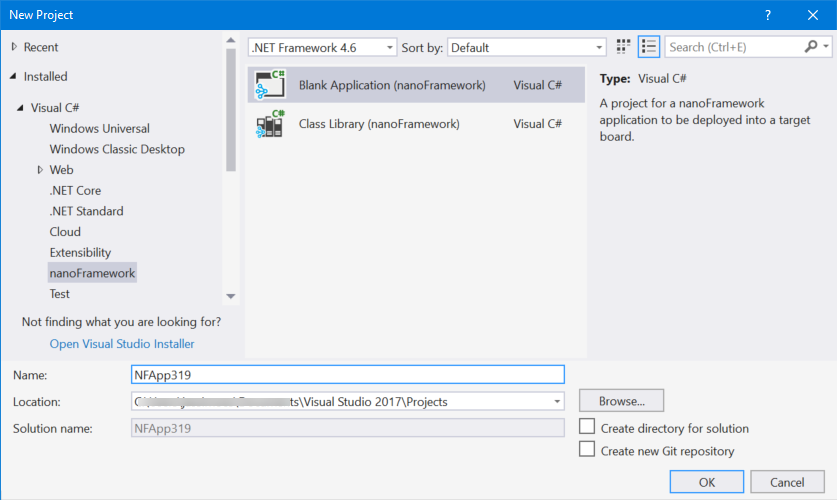 New Project
Recent
.NET Framework 4.6 Sort by: Default Search (Ctrl+E)
Installed
Visual C#
Windows Universal
Windows Classic Desktop
Web
.NET Core
.NET Standard
Cloud
Extensibility
nanoFramework
Test
Not finding what you are looking for?
Open Visual Studio Installer
C# Blank Application (nanoFramework) Visual C#
C# Class Library (nanoFramework) Visual C#
Type: Visual C#
A project for a nanoFramework
application to be deployed into a target
board.
Name: NFApp319
Location: \Visual Studio 2017\Projects Browse...
Solution name: NFApp319
Create directory for solution
Create new Git repository
OK Cancel